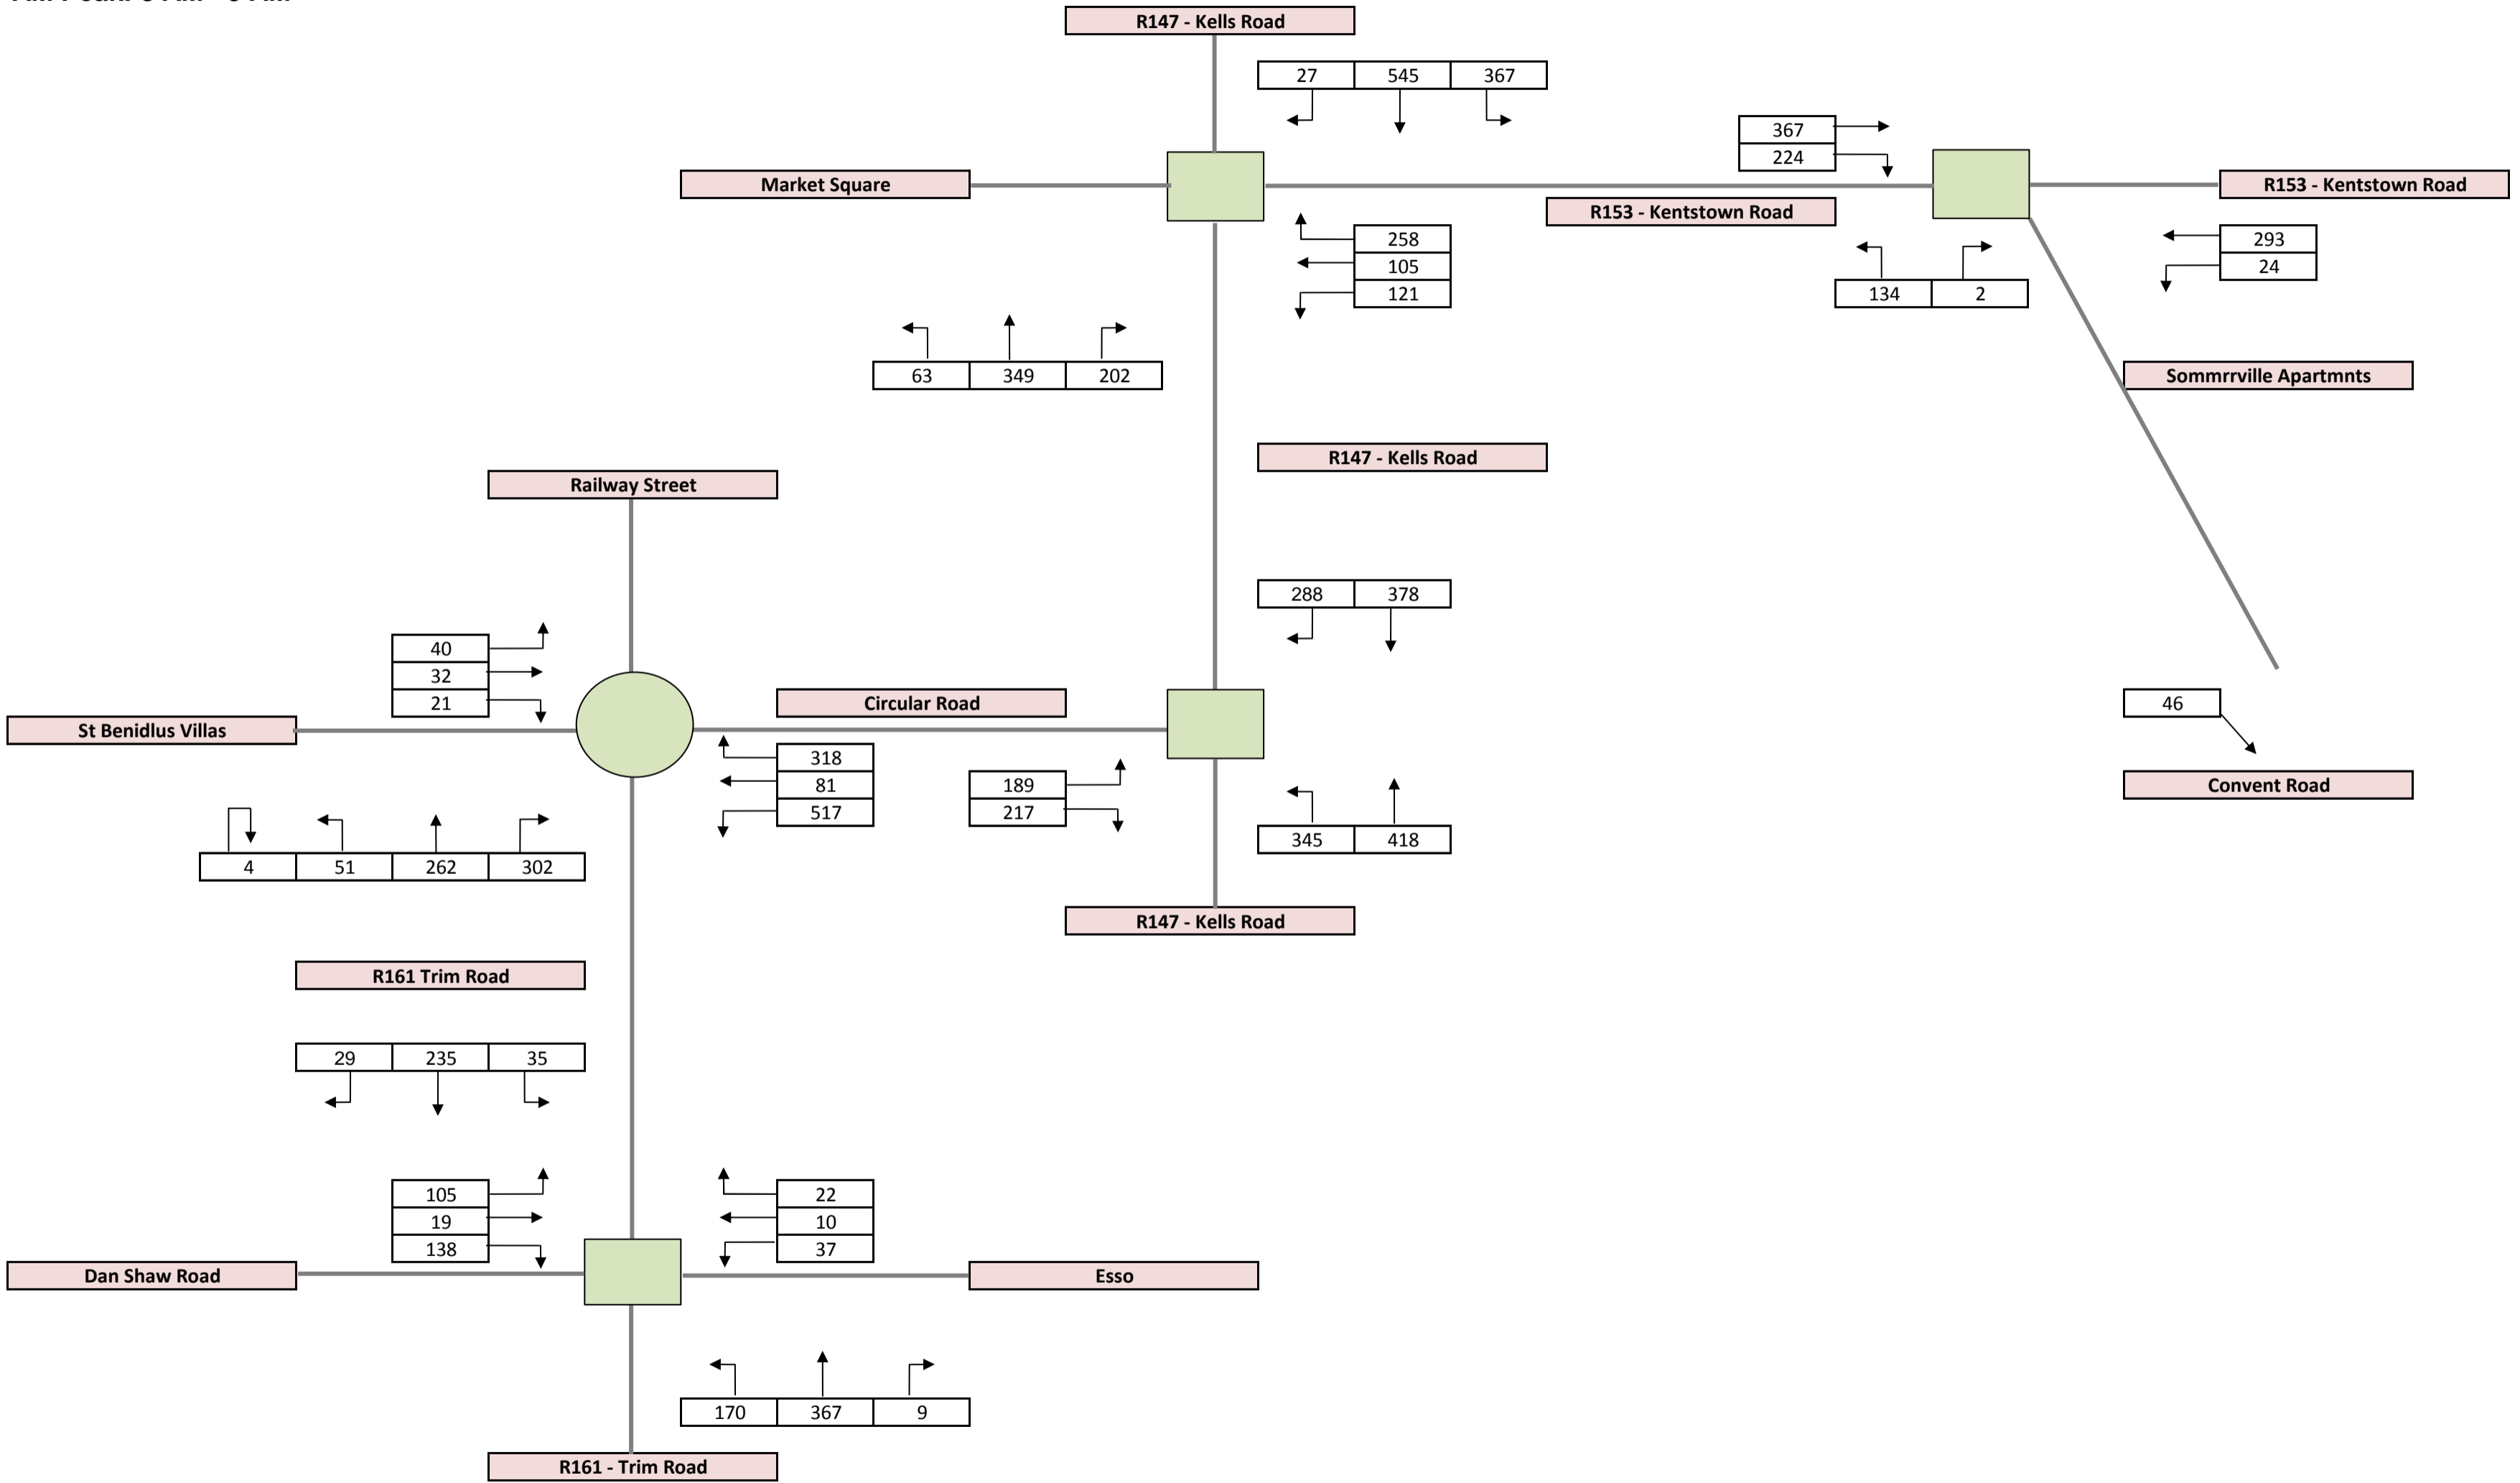 R147 - Kells Road
27 545 367
367
224
Market Square
R153 - Kentstown Road
R153 - Kentstown Road
258
105
121
293
24
134 2
63 349 202
Sommrrville Apartmnts
R147 - Kells Road
Railway Street
288 378
40
32
21
Circular Road
46
St Benidlus Villas
318
81
517
189
217
Convent Road
345 418
4 51 262 302
R147 - Kells Road
R161 Trim Road
29 235 35
105
19
138
22
10
37
Dan Shaw Road
Esso
170 367 9
R161 - Trim Road